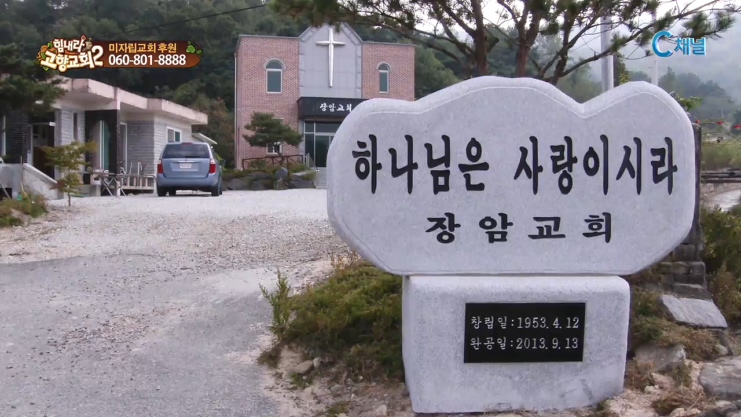 힘내라
고향교회2
미자립교회 후원
060-801-8888
C채널
장암교회
하나님은 사랑이시라
장암교회
창립일:1953.4.12
완공일:2013.9.13